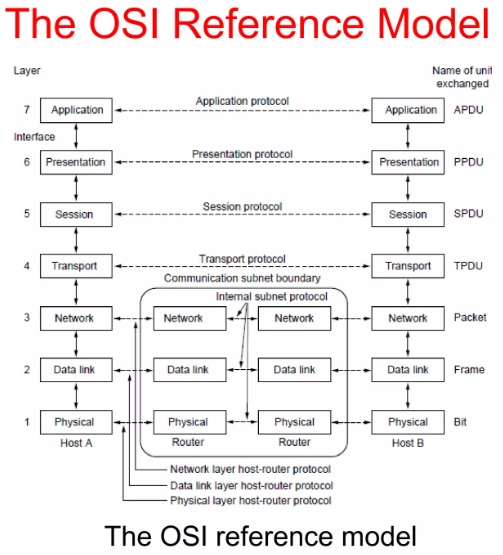 The OSI Reference Model
Layer
Name of unit
exchanged
7 Application Application protocol Application APDU
Interface
6 Presentation Presentation protocol Presentation PPDU
5 Session Session protocol Session SPDU
4 Transport Transport protocol Transport TPDU
Communication subnet boundary
Internal subnet protocol
3 Network Network Network Network Packet
2 Data link Data link Data link Data link Frame
1 Physical Physical Physical Physical Bit
Host A Router Router Host B
Network layer host-router protocol
Data link layer host-router protocol
Physical layer host-router protocol
The OSI reference model